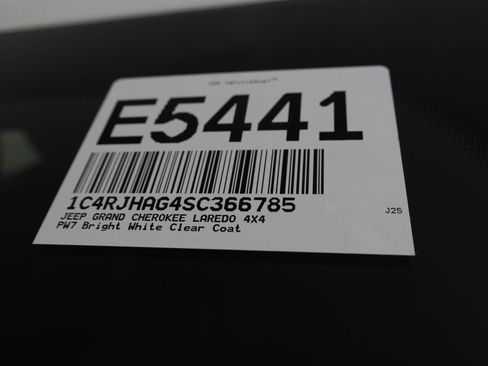 E5441
1C4RJHAG4SC366785
JEEP GRAND CHEROKEE LAREDO 4X4
PW7 Bright White Clear Coat
J25